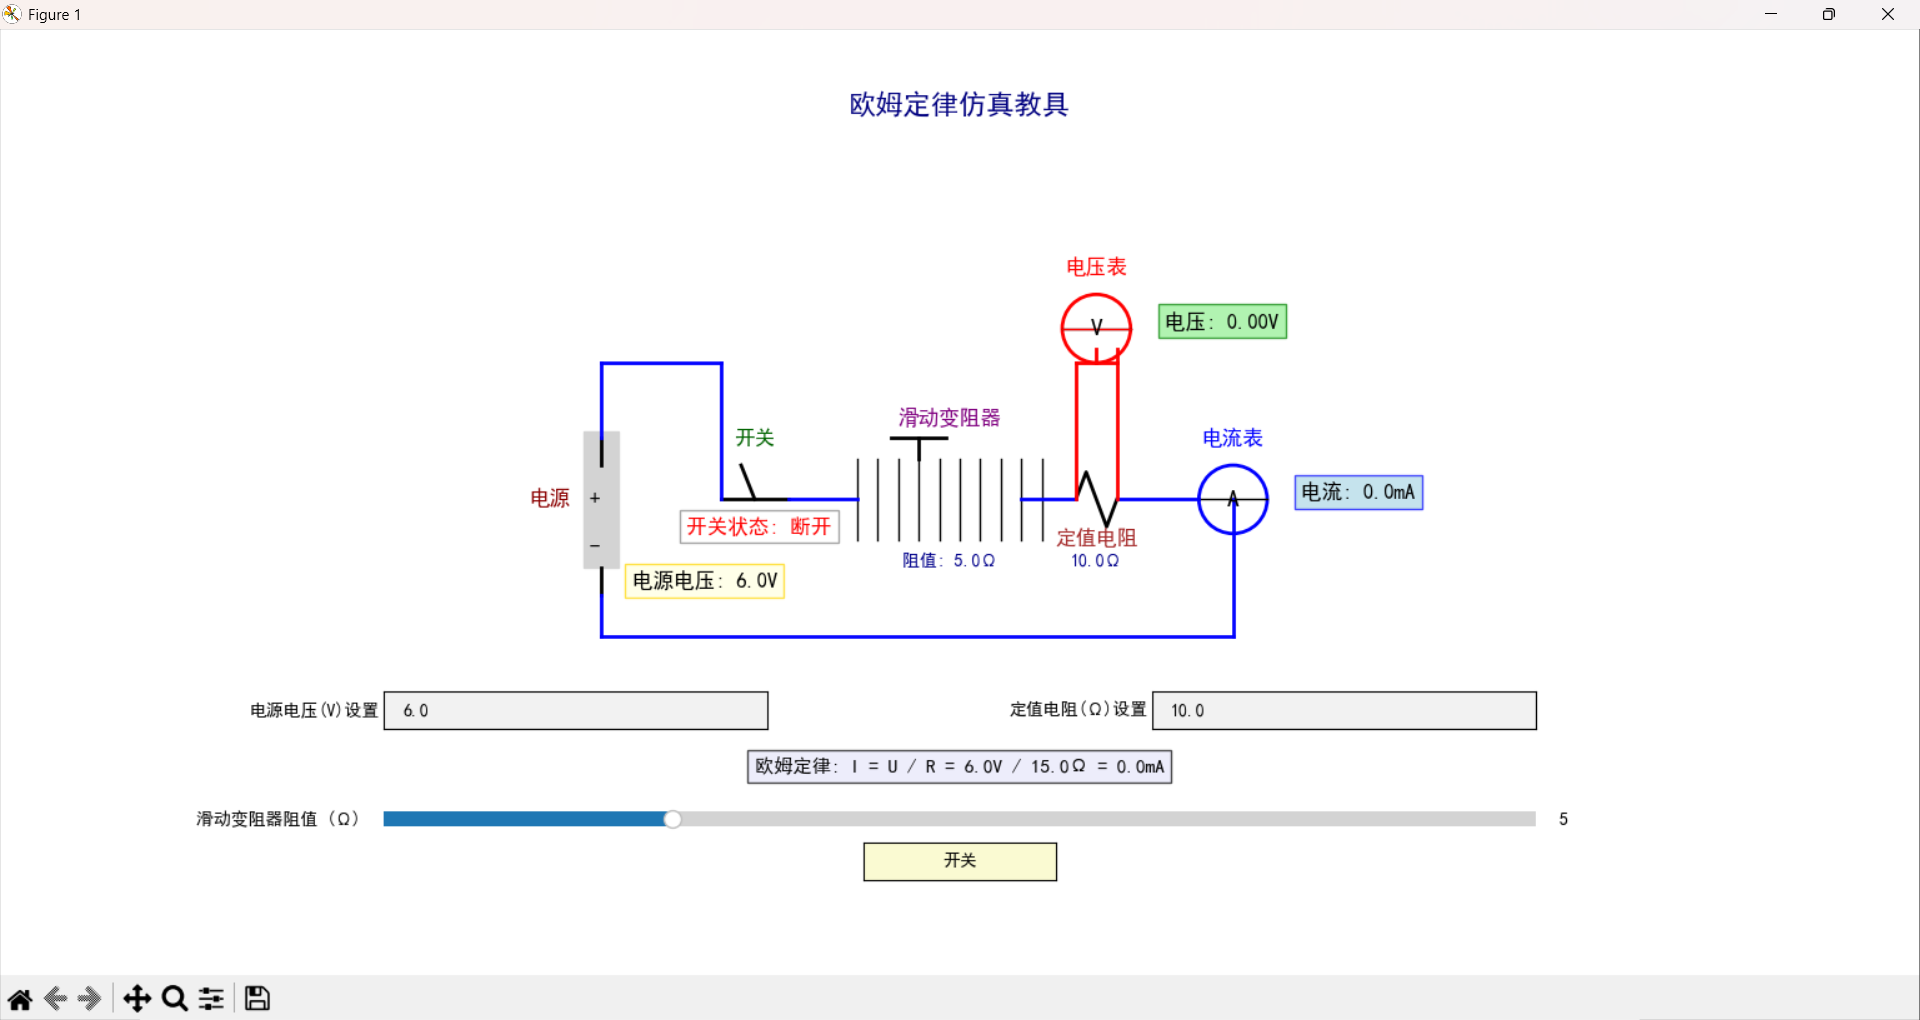 Figure 1
欧姆定律仿真教具
电压表
V
电压: 0.00V
滑动变阻器
开关
电流表
电源
+
−
A
电流: 0.0mA
开关状态: 断开
定值电阻
阻值: 5.0Ω
10.0Ω
电源电压: 6.0V
电源电压(V)设置 6.0
定值电阻(Ω)设置 10.0
欧姆定律: I = U / R = 6.0V / 15.0Ω = 0.0mA
滑动变阻器阻值 (Ω) 5
开关